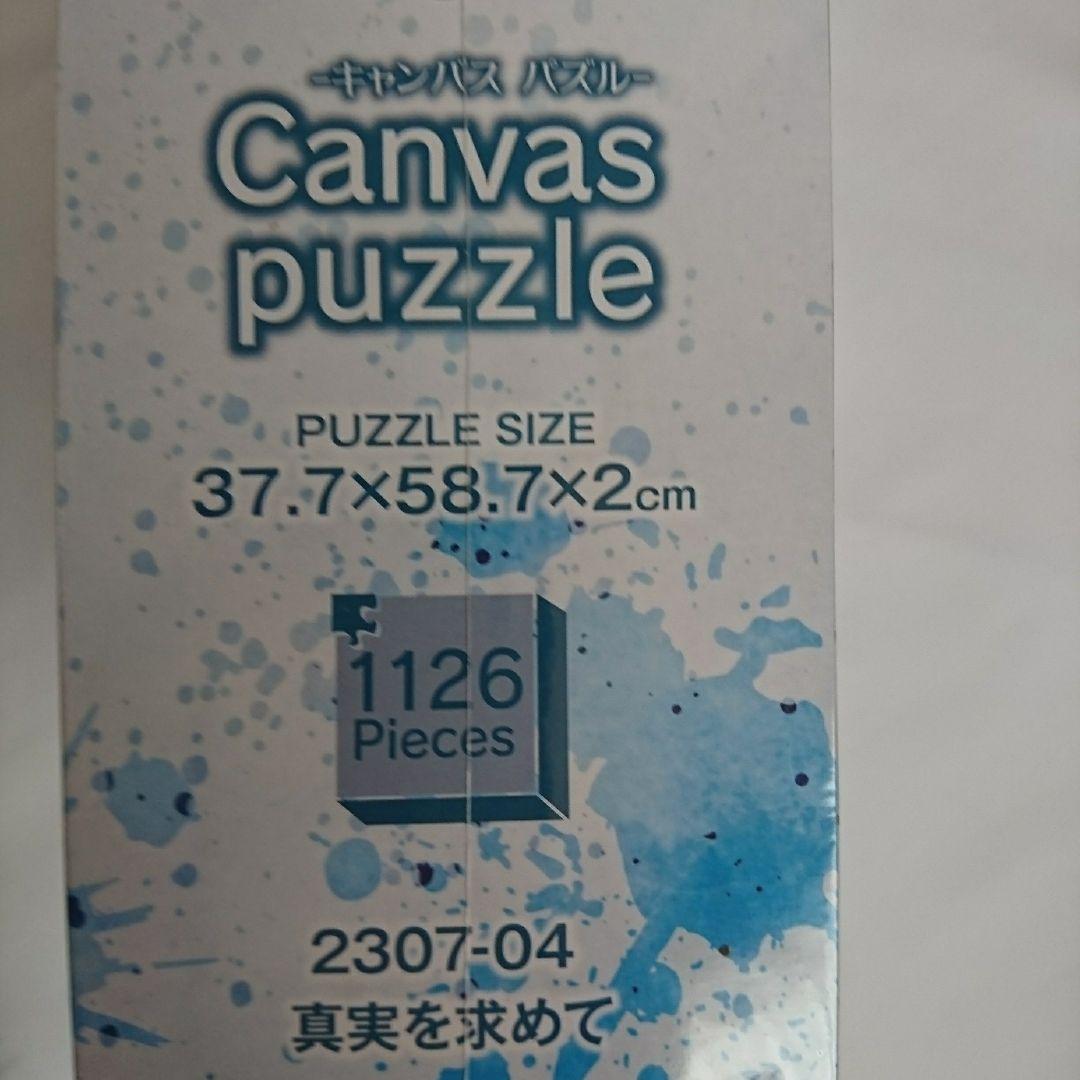 -キャンバス パズル-
Canvas
puzzle
PUZZLE SIZE
37.7×58.7×2cm
1126
Pieces
2307-04
真実を求めて